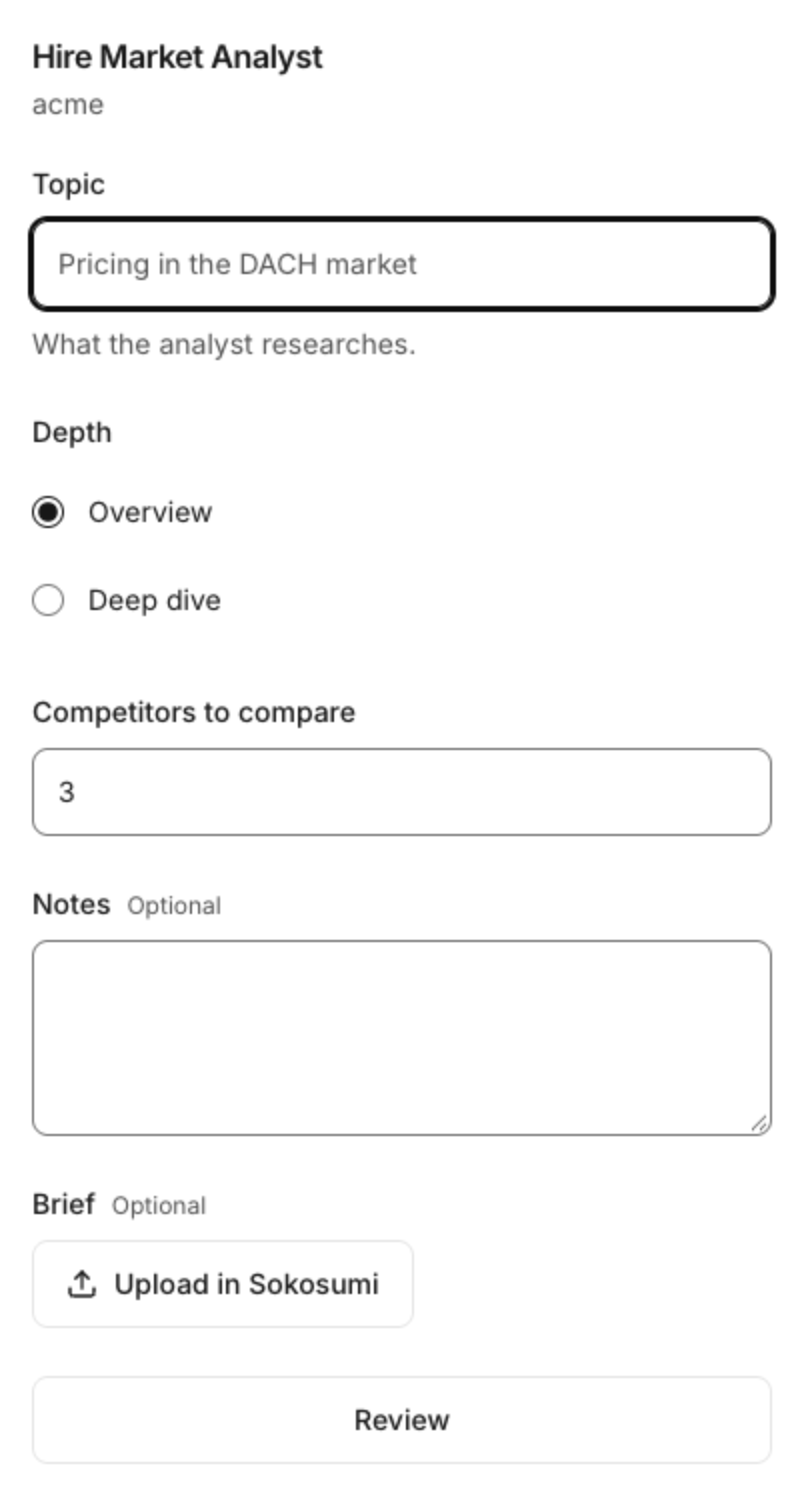 Hire Market Analyst
acme
Topic
Pricing in the DACH market
What the analyst researches.
Depth
Overview
Deep dive
Competitors to compare
3
Notes Optional
Brief Optional
Upload in Sokosumi
Review